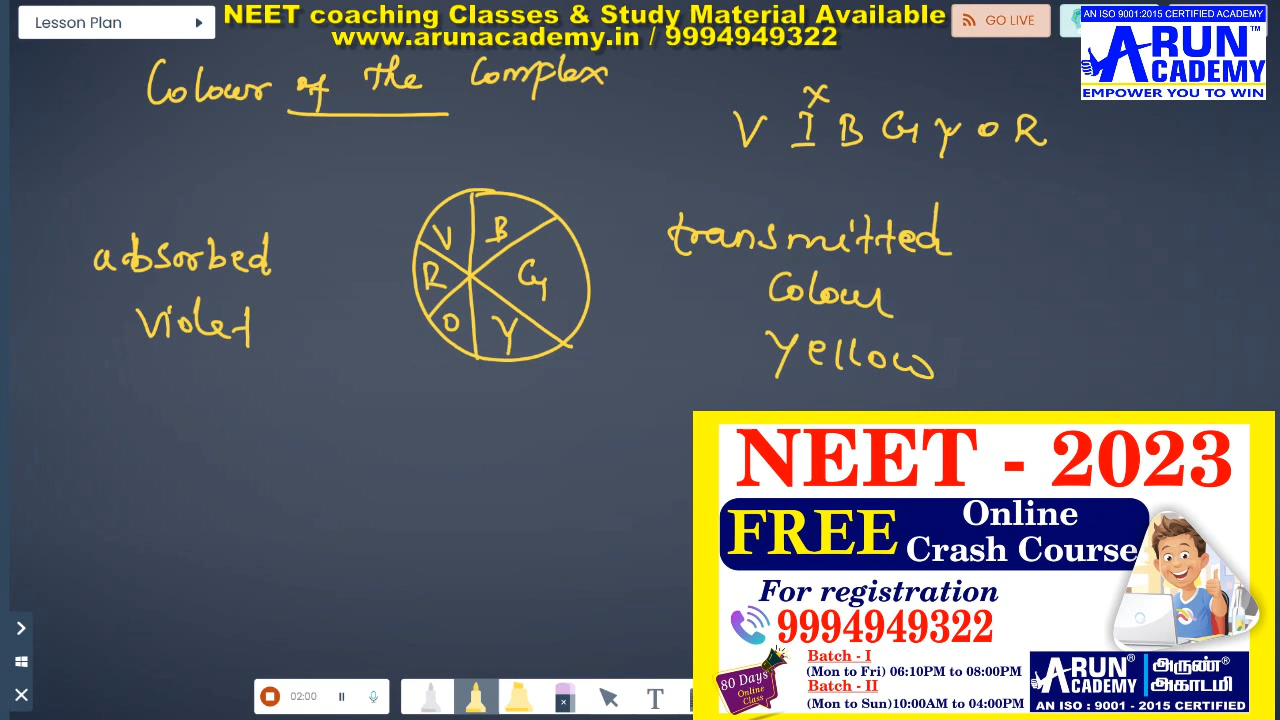 Lesson Plan
NEET coaching Classes & Study Material Available
www.arunacademy.in / 9994949322
GO LIVE
AN ISO 9001:2015 CERTIFIED ACADEMY
ARUN™
ACADEMY
EMPOWER YOU TO WIN
Colour of the Complex
x
V I B G Y O R
V B
R G
O Y
absorbed
violet
transmitted
Colour
Yellow
NEET - 2023
FREE Online
Crash Course
For registration
9994949322
80 Days
Online
Class
Batch - I
(Mon to Fri) 06:10PM to 08:00PM
Batch - II
(Mon to Sun)10:00AM to 04:00PM
ARUN®
ACADEMY
அருண்®
அகாடமி
AN ISO : 9001 - 2015 CERTIFIED
02:00
T